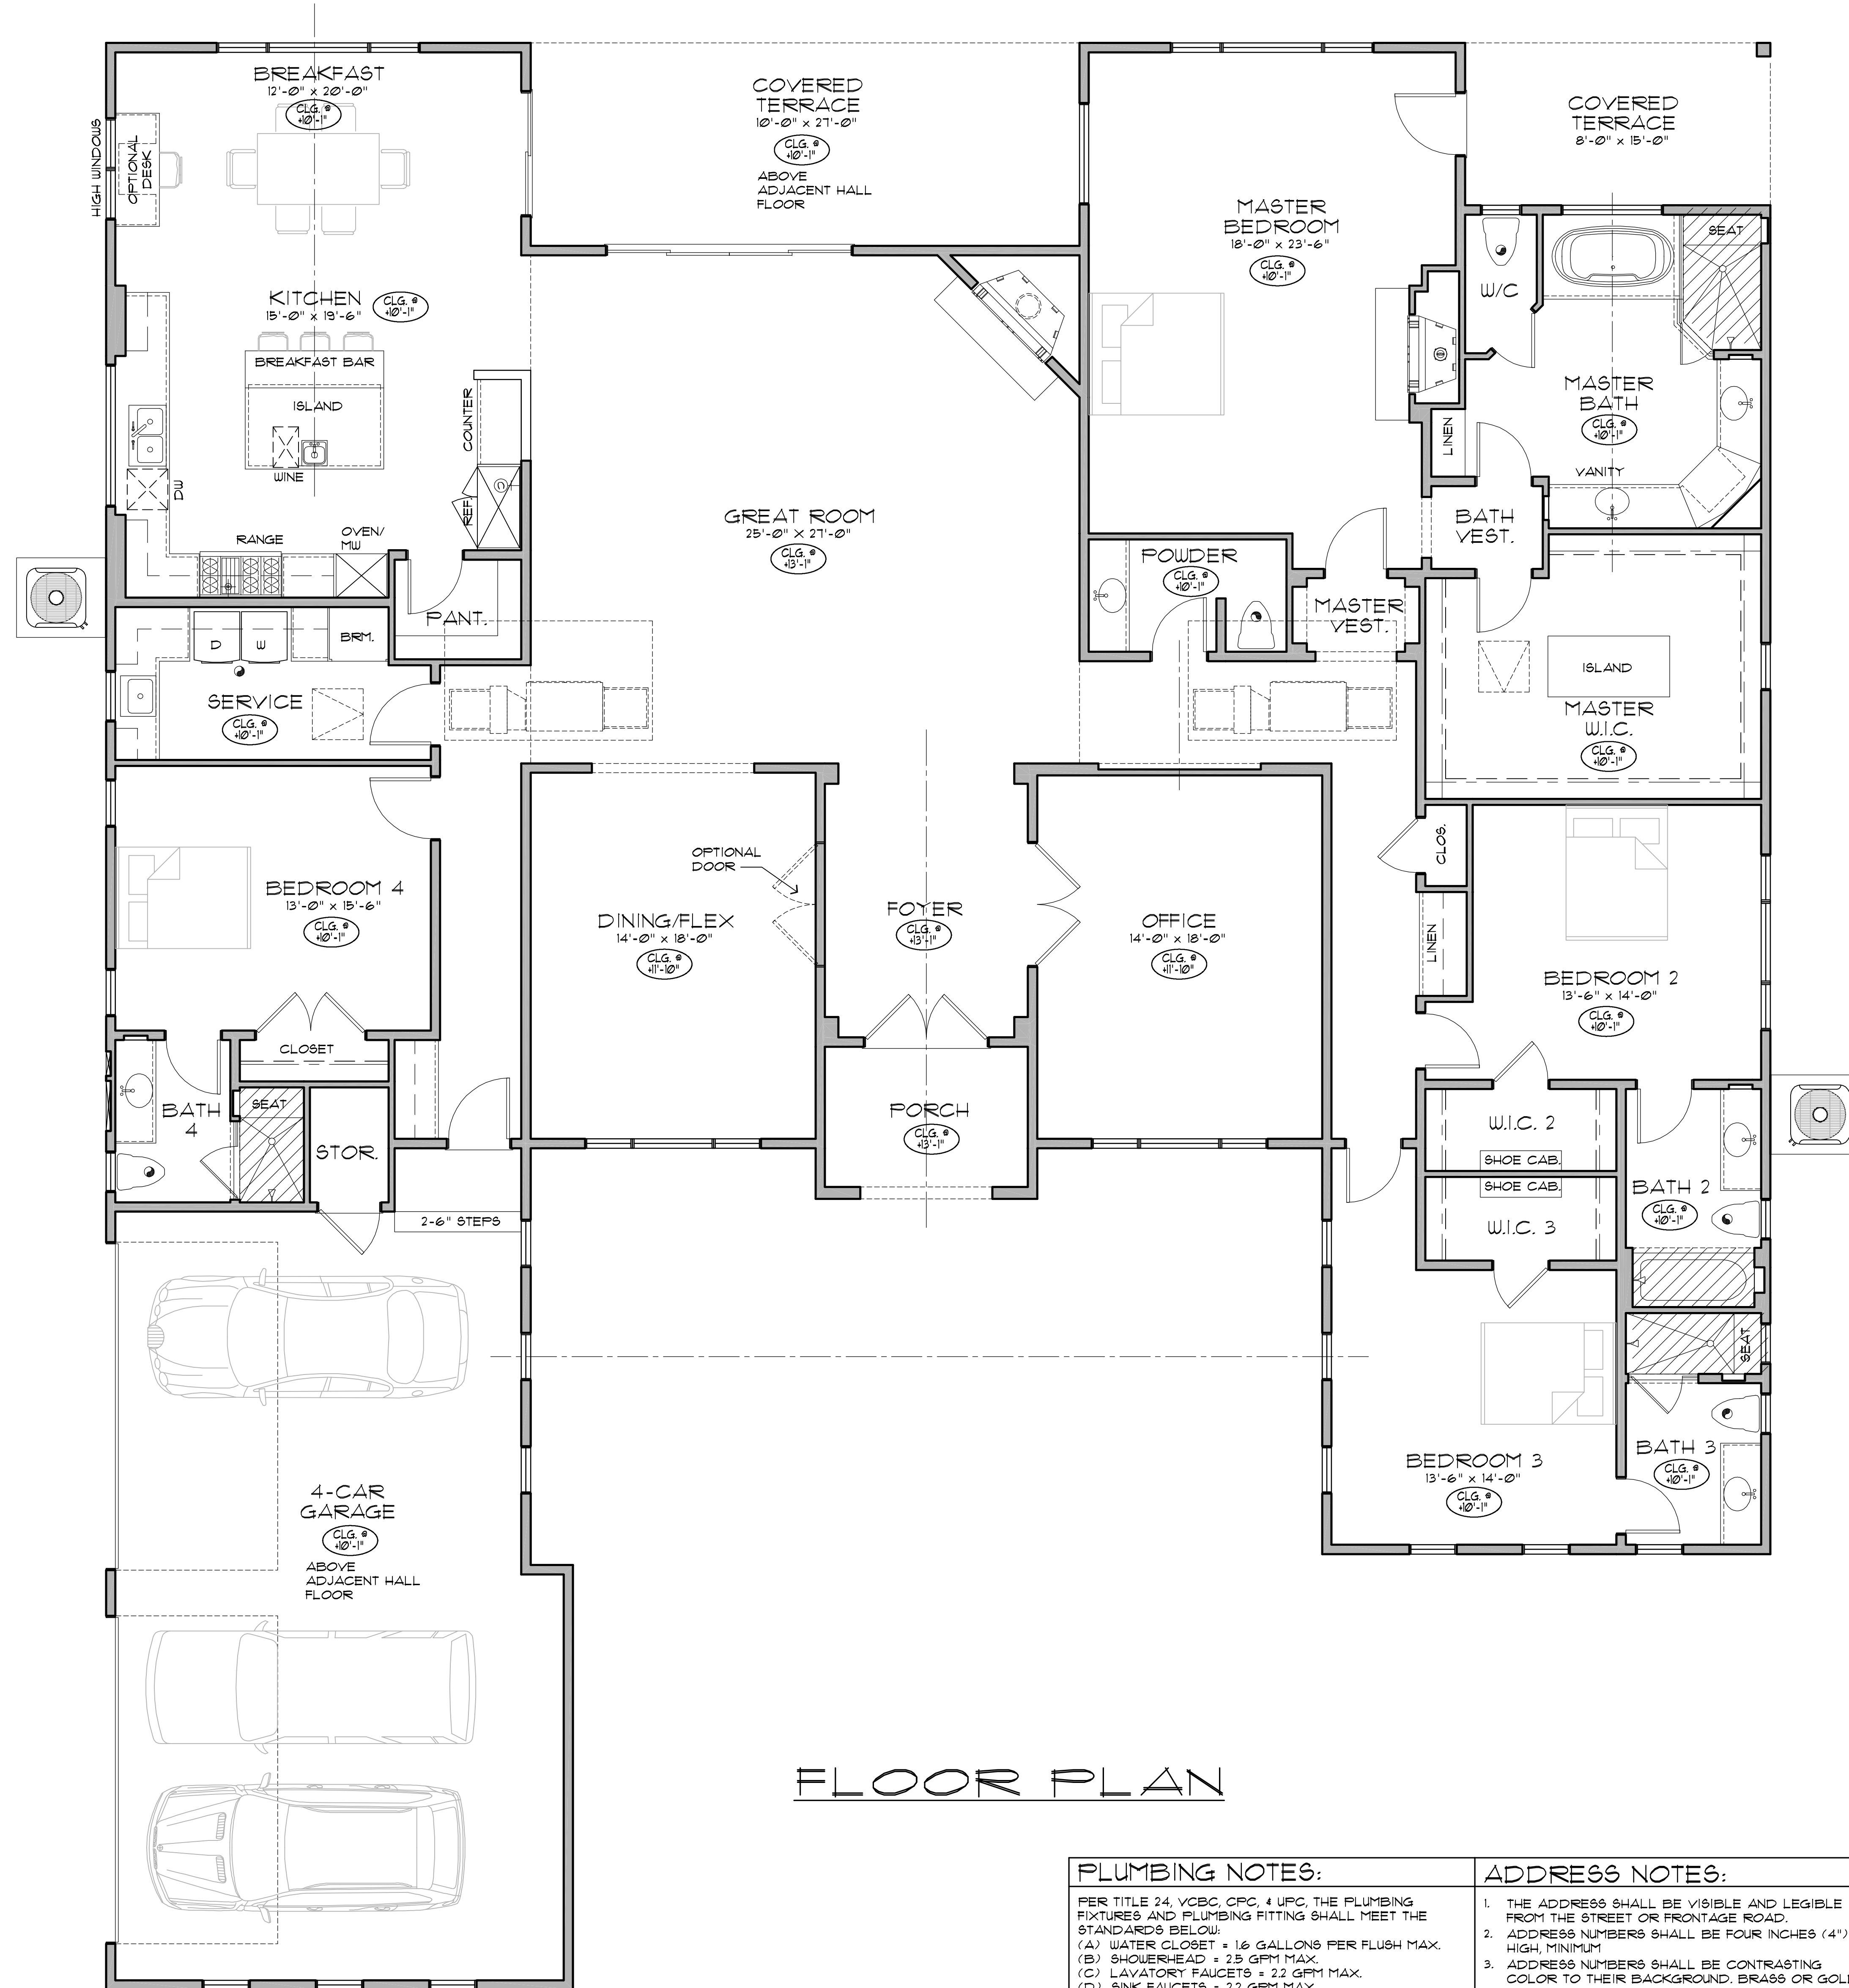 BREAKFAST
12'-0" x 20'-0"
CLG. @
+10'-1"
HIGH WINDOWS
OPTIONAL
DESK
COVERED
TERRACE
10'-0" x 27'-0"
CLG. @
+10'-1"
ABOVE
ADJACENT HALL
FLOOR
COVERED
TERRACE
8'-0" x 15'-0"
MASTER
BEDROOM
18'-0" x 23'-6"
CLG. @
+10'-1"
SEAT
W/C
KITCHEN
15'-0" x 19'-6"
CLG. @
+10'-1"
BREAKFAST BAR
ISLAND
WINE
COUNTER
DW
REF.
RANGE
OVEN/
MW
MASTER
BATH
CLG. @
+10'-1"
LINEN
VANITY
GREAT ROOM
25'-0" X 27'-0"
CLG. @
+13'-1"
BATH
VEST.
POWDER
CLG. @
+10'-1"
MASTER
VEST.
PANT.
D
W
BRM.
SERVICE
CLG. @
+10'-1"
ISLAND
MASTER
W.I.C.
CLG. @
+10'-1"
BEDROOM 4
13'-0" x 15'-6"
CLG. @
+10'-1"
OPTIONAL
DOOR
DINING/FLEX
14'-0" x 18'-0"
CLG. @
+11'-10"
FOYER
CLG. @
+13'-1"
OFFICE
14'-0" x 18'-0"
CLG. @
+11'-10"
CLOS.
LINEN
BEDROOM 2
13'-6" x 14'-0"
CLG. @
+10'-1"
CLOSET
BATH
4
SEAT
STOR.
PORCH
CLG. @
+13'-1"
W.I.C. 2
SHOE CAB.
SHOE CAB.
W.I.C. 3
BATH 2
CLG. @
+10'-1"
2-6" STEPS
SEAT
BEDROOM 3
13'-6" x 14'-0"
CLG. @
+10'-1"
BATH 3
CLG. @
+10'-1"
4-CAR
GARAGE
CLG. @
+10'-1"
ABOVE
ADJACENT HALL
FLOOR
FLOOR PLAN
PLUMBING NOTES:
PER TITLE 24, VCBC, CPC, & UPC, THE PLUMBING
FIXTURES AND PLUMBING FITTING SHALL MEET THE
STANDARDS BELOW:
(A) WATER CLOSET = 1.6 GALLONS PER FLUSH MAX.
(B) SHOWERHEAD = 2.5 GPM MAX.
(C) LAVATORY FAUCETS = 2.2 GPM MAX.
(D) SINK FAUCETS = 2.2 GPM MAX.
ADDRESS NOTES:
1. THE ADDRESS SHALL BE VISIBLE AND LEGIBLE
FROM THE STREET OR FRONTAGE ROAD.
2. ADDRESS NUMBERS SHALL BE FOUR INCHES (4")
HIGH, MINIMUM
3. ADDRESS NUMBERS SHALL BE CONTRASTING
COLOR TO THEIR BACKGROUND. BRASS OR GOLD